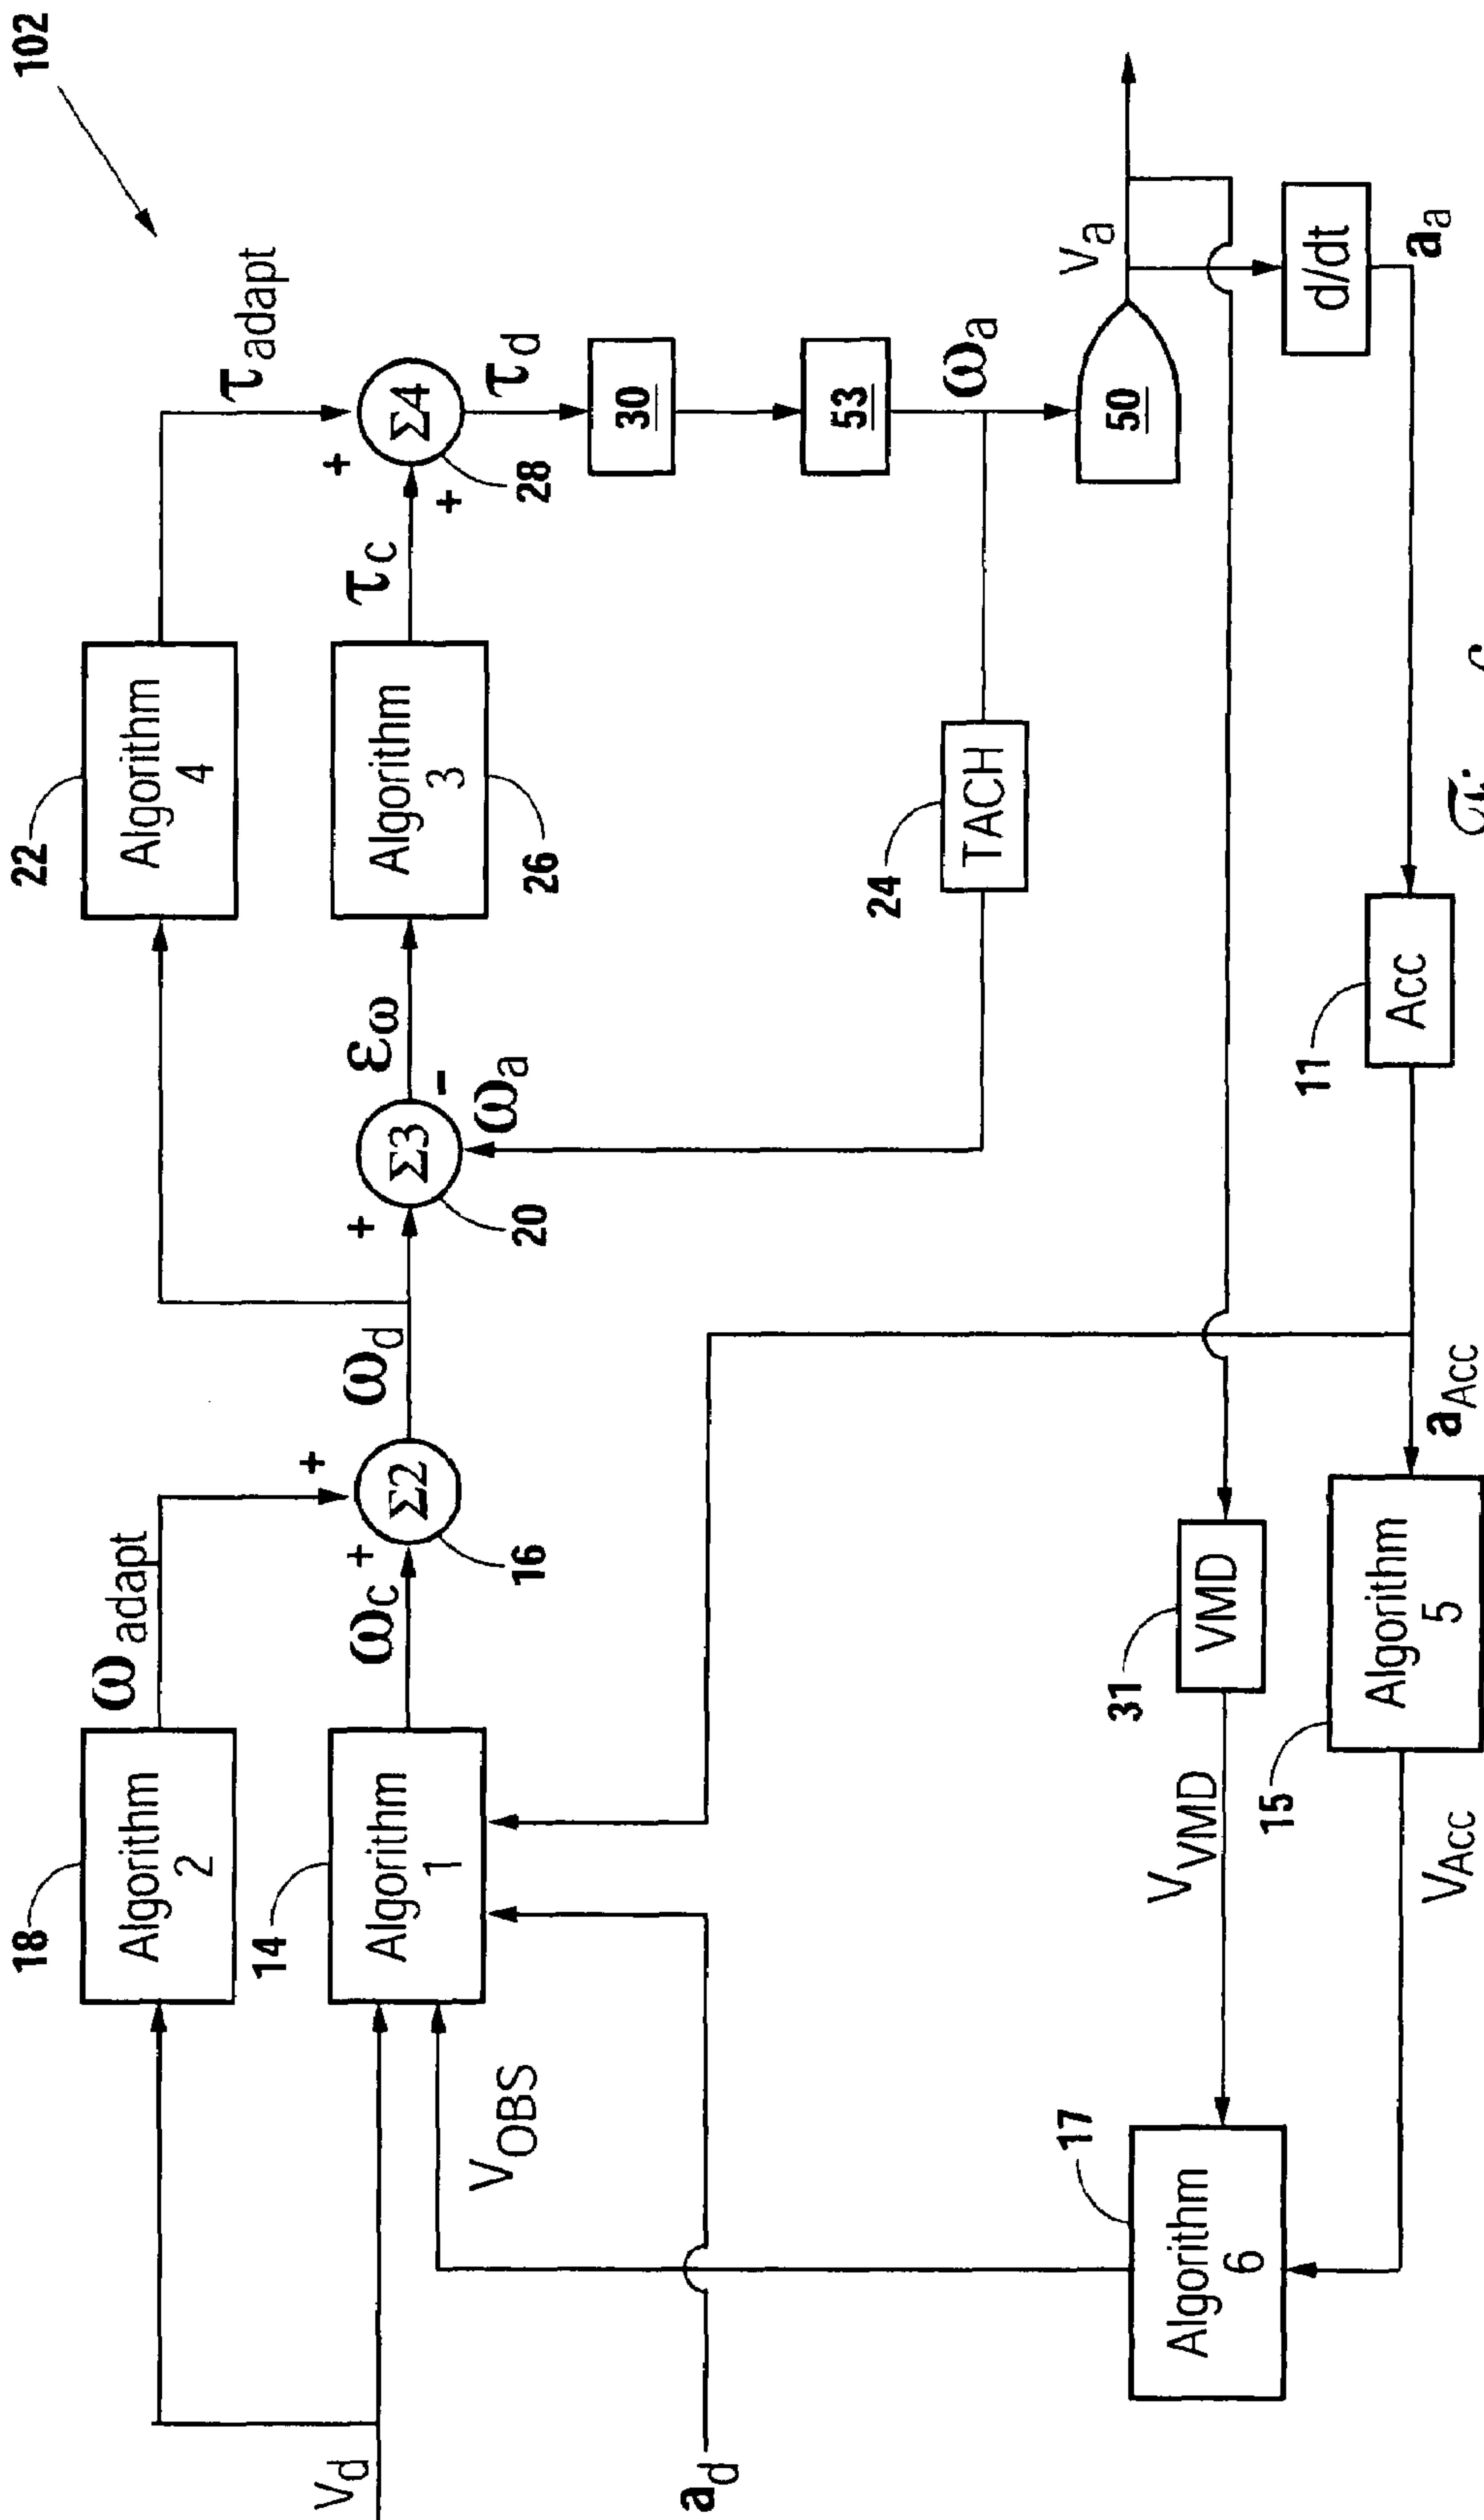 102
18
Algorithm
2
ω adapt
22
Algorithm
4
τadapt
Vd
14
Algorithm
1
ωc
+
+
Σ2
16
ωd
+
Σ3
20
-
ωa
εω
Algorithm
3
26
τc
+
+
Σ4
28
τd
30
53
ωa
24
TACH
50
Va
VOBS
ad
17
Algorithm
6
VVMD
31
VMD
15
Algorithm
5
VAcc
aAcc
11
Acc
d/dt
aa